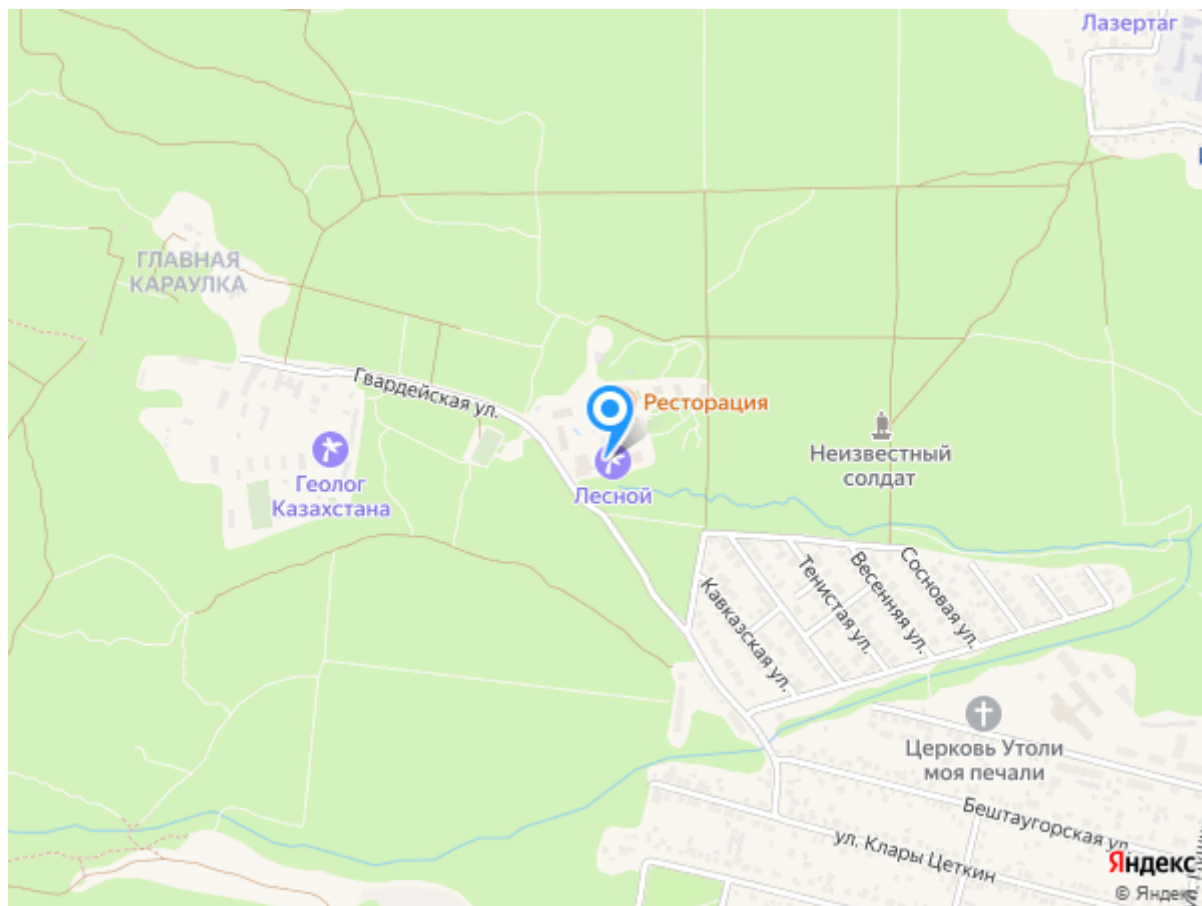 Лазертаг
ГЛАВНАЯ
КАРАУЛКА
Гвардейская ул.
Ресторация
Неизвестный
солдат
Геолог
Казахстана
Лесной
Кавказская ул.
Тенистая ул.
Весенняя ул.
Сосновая ул.
Церковь Утоли
моя печали
Бештаугорская ул.
ул. Клары Цеткин
Яндекс
© Яндекс